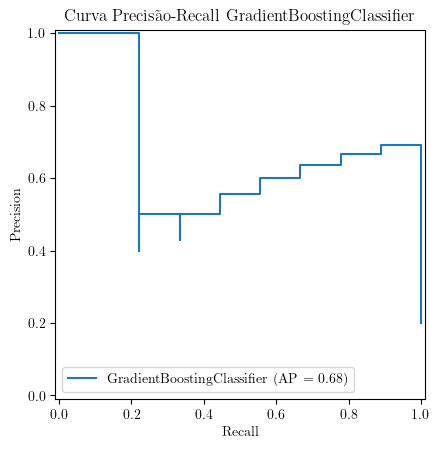 Curva Precisão-Recall GradientBoostingClassifier
1.0
0.8
0.6
0.4
0.2
0.0
Precision
GradientBoostingClassifier (AP = 0.68)
0.0 0.2 0.4 0.6 0.8 1.0
Recall